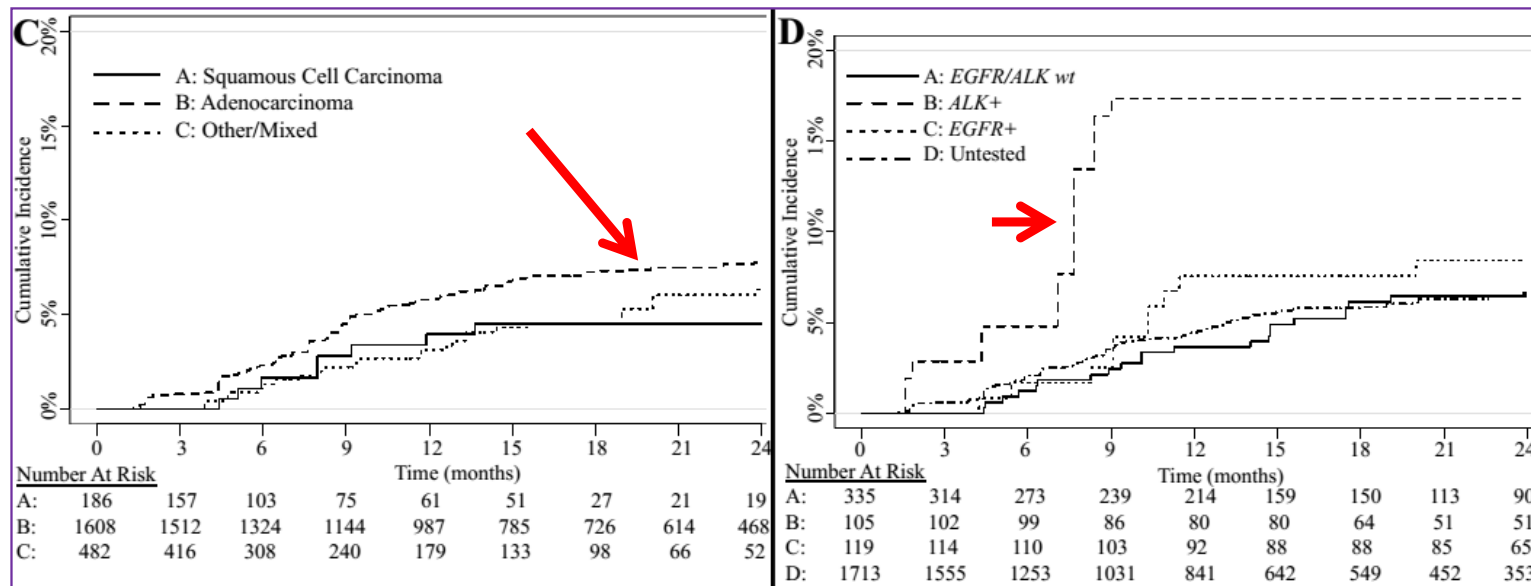 C
20%
15%
10%
5%
0%
Cumulative Incidence
A: Squamous Cell Carcinoma
B: Adenocarcinoma
C: Other/Mixed
0 3 6 9 12 15 18 21 24
Time (months)
Number At Risk
A: 186 157 103 75 61 51 27 21 19
B: 1608 1512 1324 1144 987 785 726 614 468
C: 482 416 308 240 179 133 98 66 52
D
20%
15%
10%
5%
0%
Cumulative Incidence
A: EGFR/ALK wt
B: ALK+
C: EGFR+
D: Untested
0 3 6 9 12 15 18 21 24
Time (months)
Number At Risk
A: 335 314 273 239 214 159 150 113 90
B: 105 102 99 86 80 80 64 51 51
C: 119 114 110 103 92 88 88 85 65
D: 1713 1555 1253 1031 841 642 549 452